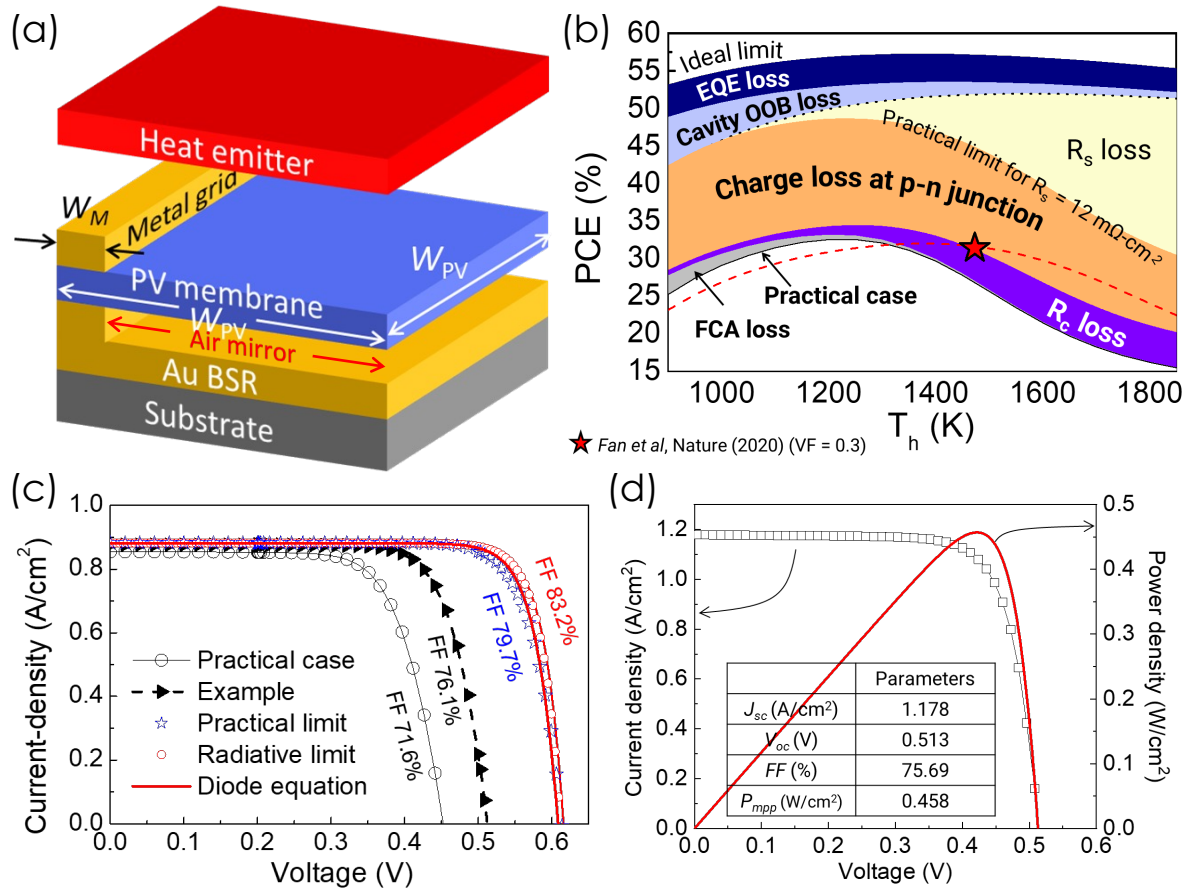 (a)
Heat emitter
W_M
Metal grid
W_PV
PV membrane
W_PV
Air mirror
Au BSR
Substrate
(b)
PCE (%)
60
55
50
45
40
35
30
25
20
15
Ideal limit
EQE loss
Cavity OOB loss
R_s loss
Practical limit for R_s = 12 mΩ-cm²
Charge loss at p-n junction
Practical case
FCA loss
R_c loss
1000 1200 1400 1600 1800
T_h (K)
Fan et al, Nature (2020) (VF = 0.3)
(c)
Current-density (A/cm²)
1.0
0.8
0.6
0.4
0.2
0.0
FF 83.2%
FF 79.7%
FF 76.1%
FF 71.6%
Practical case
Example
Practical limit
Radiative limit
Diode equation
0.0 0.1 0.2 0.3 0.4 0.5 0.6
Voltage (V)
(d)
Current density (A/cm²)
1.2
1.0
0.8
0.6
0.4
0.2
0.0
Parameters
J_sc (A/cm²) 1.178
V_oc (V) 0.513
FF (%) 75.69
P_mpp (W/cm²) 0.458
0.5
0.4
0.3
0.2
0.1
0.0
Power density (W/cm²)
0.0 0.1 0.2 0.3 0.4 0.5 0.6
Voltage (V)